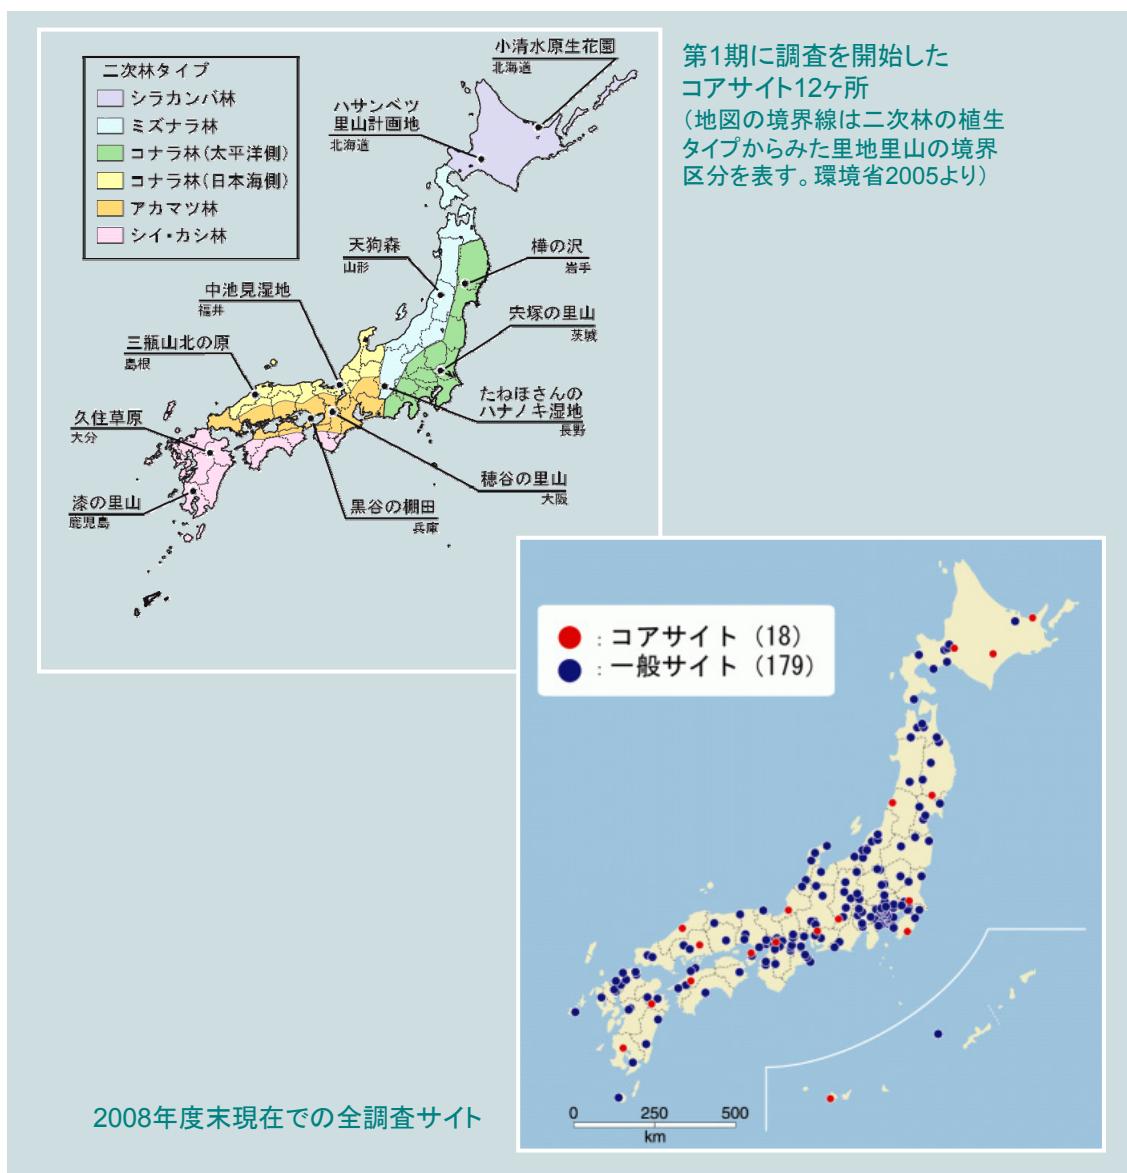 二次林タイプ
シラカンバ林
ミズナラ林
コナラ林(太平洋側)
コナラ林(日本海側)
アカマツ林
シイ・カシ林
小清水原生花園
北海道
ハサンベツ
里山計画地
北海道
天狗森
山形
樺の沢
岩手
中池見湿地
福井
宍塚の里山
茨城
三瓶山北の原
島根
たねほさんの
ハナノキ湿地
長野
久住草原
大分
穂谷の里山
大阪
漆の里山
鹿児島
黒谷の棚田
兵庫
第1期に調査を開始した
コアサイト12ヶ所
(地図の境界線は二次林の植生
タイプからみた里地里山の境界
区分を表す。環境省2005より)
:コアサイト(18)
:一般サイト(179)
0 250 500
km
2008年度末現在での全調査サイト